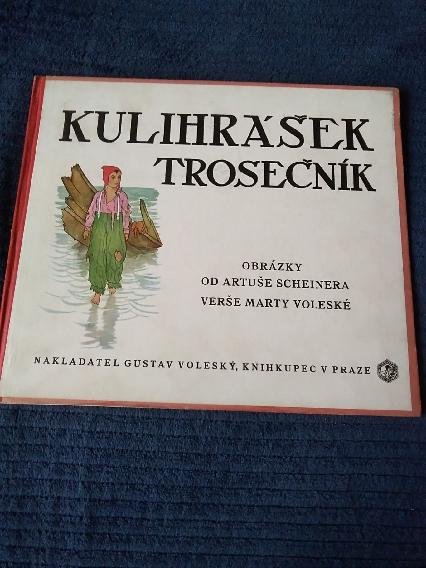 KULIHRÁŠEK
TROSEČNÍK
OBRÁZKY
OD ARTUŠE SCHEINERA
VERŠE MARTY VOLESKÉ
NAKLADATEL GUSTAV VOLESKÝ, KNIHKUPEC V PRAZE